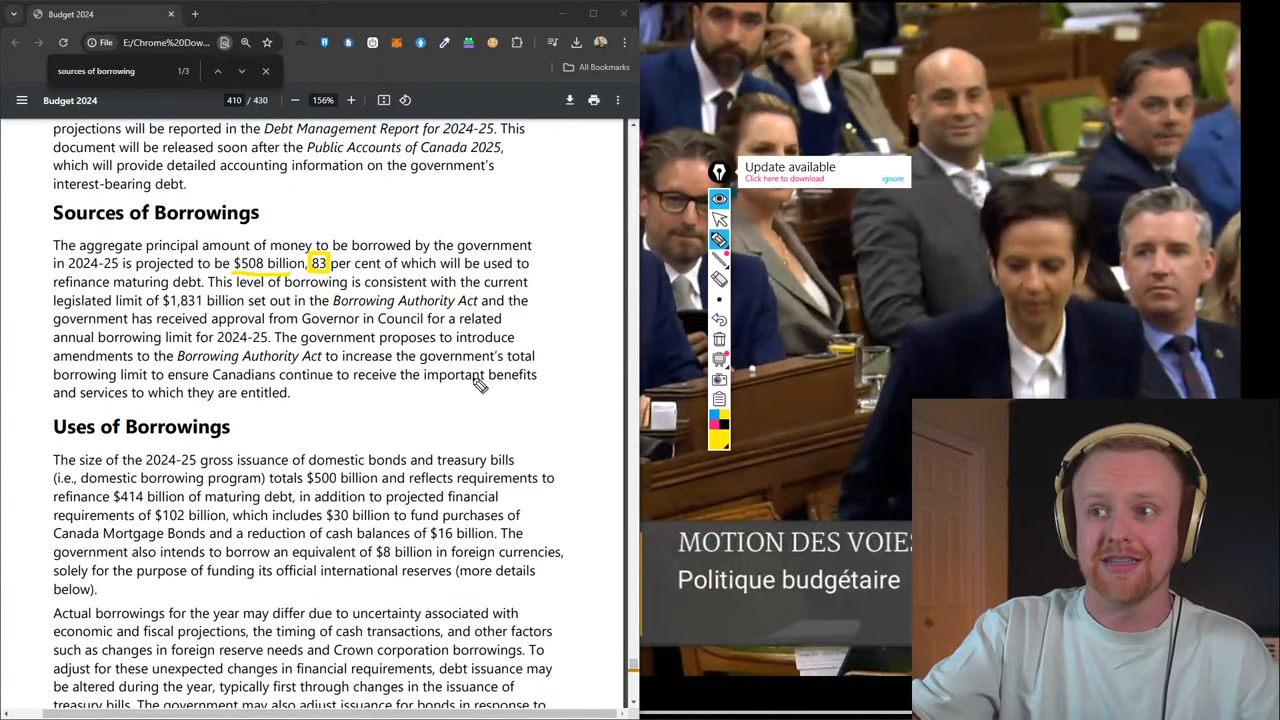 Budget 2024
File
E:/Chrome%20Dow...
All Bookmarks
sources of borrowing
1/3
Budget 2024
410 / 430
156%
projections will be reported in the Debt Management Report for 2024-25. This
document will be released soon after the Public Accounts of Canada 2025,
which will provide detailed accounting information on the government's
interest-bearing debt.
Sources of Borrowings
The aggregate principal amount of money to be borrowed by the government
in 2024-25 is projected to be $508 billion, 83 per cent of which will be used to
refinance maturing debt. This level of borrowing is consistent with the current
legislated limit of $1,831 billion set out in the Borrowing Authority Act and the
government has received approval from Governor in Council for a related
annual borrowing limit for 2024-25. The government proposes to introduce
amendments to the Borrowing Authority Act to increase the government's total
borrowing limit to ensure Canadians continue to receive the important benefits
and services to which they are entitled.
Uses of Borrowings
The size of the 2024-25 gross issuance of domestic bonds and treasury bills
(i.e., domestic borrowing program) totals $500 billion and reflects requirements to
refinance $414 billion of maturing debt, in addition to projected financial
requirements of $102 billion, which includes $30 billion to fund purchases of
Canada Mortgage Bonds and a reduction of cash balances of $16 billion. The
government also intends to borrow an equivalent of $8 billion in foreign currencies,
solely for the purpose of funding its official international reserves (more details
below).
Actual borrowings for the year may differ due to uncertainty associated with
economic and fiscal projections, the timing of cash transactions, and other factors
such as changes in foreign reserve needs and Crown corporation borrowings. To
adjust for these unexpected changes in financial requirements, debt issuance may
be altered during the year, typically first through changes in the issuance of
treasury bills. The government may also adjust issuance for bonds in response to
Update available
Click here to download
ignore
MOTION DES VOIES
Politique budgétaire